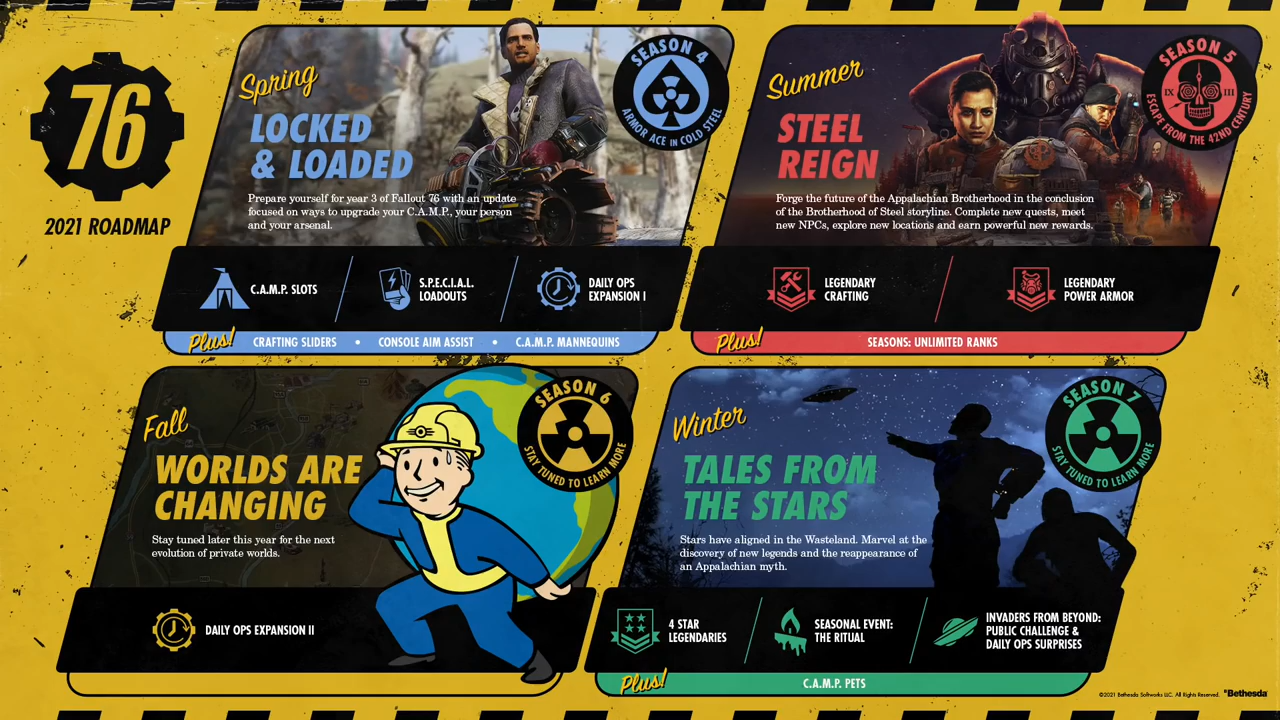 76
2021 ROADMAP
Spring
LOCKED
& LOADED
Prepare yourself for year 3 of Fallout 76 with an update
focused on ways to upgrade your C.A.M.P., your person
and your arsenal.
SEASON 4
ARMOR ACE IN COLD STEEL
C.A.M.P. SLOTS
S.P.E.C.I.A.L.
LOADOUTS
DAILY OPS
EXPANSION I
Plus!
CRAFTING SLIDERS • CONSOLE AIM ASSIST • C.A.M.P. MANNEQUINS
Summer
STEEL
REIGN
Forge the future of the Appalachian Brotherhood in the conclusion
of the Brotherhood of Steel storyline. Complete new quests, meet
new NPCs, explore new locations and earn powerful new rewards.
SEASON 5
IX III
ESCAPE FROM THE 42ND CENTURY
LEGENDARY
CRAFTING
LEGENDARY
POWER ARMOR
Plus!
SEASONS: UNLIMITED RANKS
Fall
WORLDS ARE
CHANGING
Stay tuned later this year for the next
evolution of private worlds.
SEASON 6
STAY TUNED TO LEARN MORE
DAILY OPS EXPANSION II
Winter
TALES FROM
THE STARS
Stars have aligned in the Wasteland. Marvel at the
discovery of new legends and the reappearance of
an Appalachian myth.
SEASON 7
STAY TUNED TO LEARN MORE
4 STAR
LEGENDARIES
SEASONAL EVENT:
THE RITUAL
INVADERS FROM BEYOND:
PUBLIC CHALLENGE &
DAILY OPS SURPRISES
Plus!
C.A.M.P. PETS
©2021 Bethesda Softworks LLC. All Rights Reserved. Bethesda